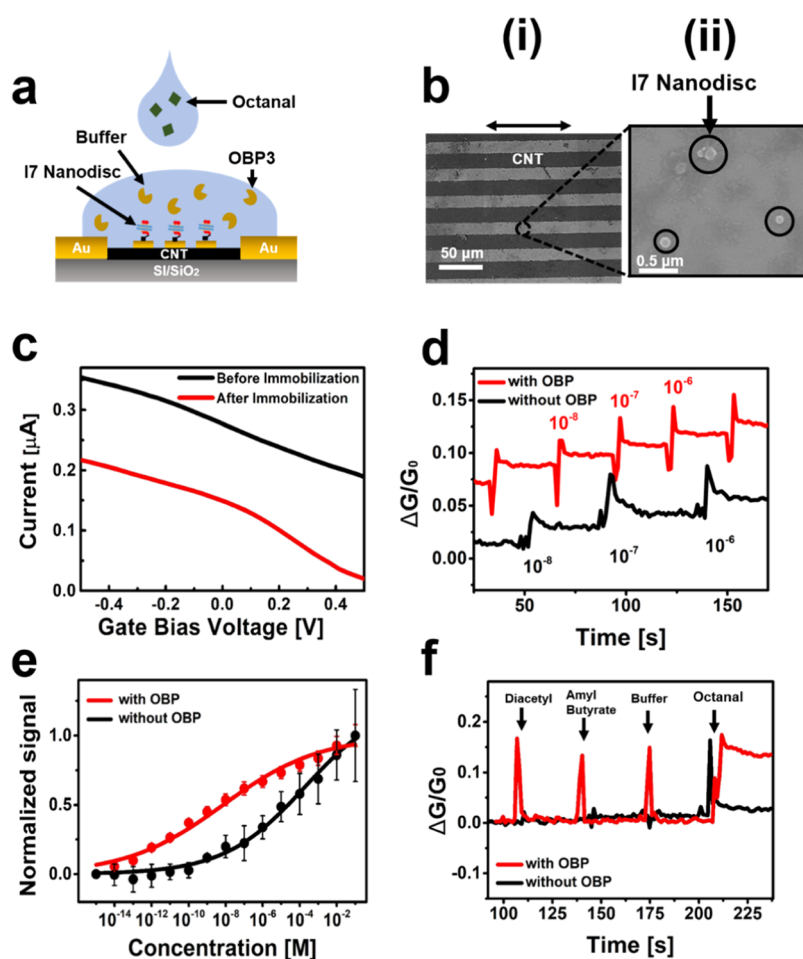 (i)
(ii)
a
Octanal
Buffer
OBP3
I7 Nanodisc
Au
Au
CNT
SI/SiO₂
b
I7 Nanodisc
CNT
50 µm
0.5 µm
c
Before Immobilization
After Immobilization
0.3
0.2
0.1
0.0
Current [µA]
-0.4
-0.2
0.0
0.2
0.4
Gate Bias Voltage [V]
d
with OBP
without OBP
10⁻⁸
10⁻⁷
10⁻⁶
10⁻⁸
10⁻⁷
10⁻⁶
0.15
0.10
0.05
0.00
ΔG/G₀
50
100
150
Time [s]
e
with OBP
without OBP
1.0
0.5
0.0
Normalized signal
10⁻¹⁴
10⁻¹²
10⁻¹⁰
10⁻⁸
10⁻⁶
10⁻⁴
10⁻²
Concentration [M]
f
Diacetyl
Amyl
Butyrate
Buffer
Octanal
0.2
0.1
0.0
-0.1
ΔG/G₀
with OBP
without OBP
100
125
150
175
200
225
Time [s]